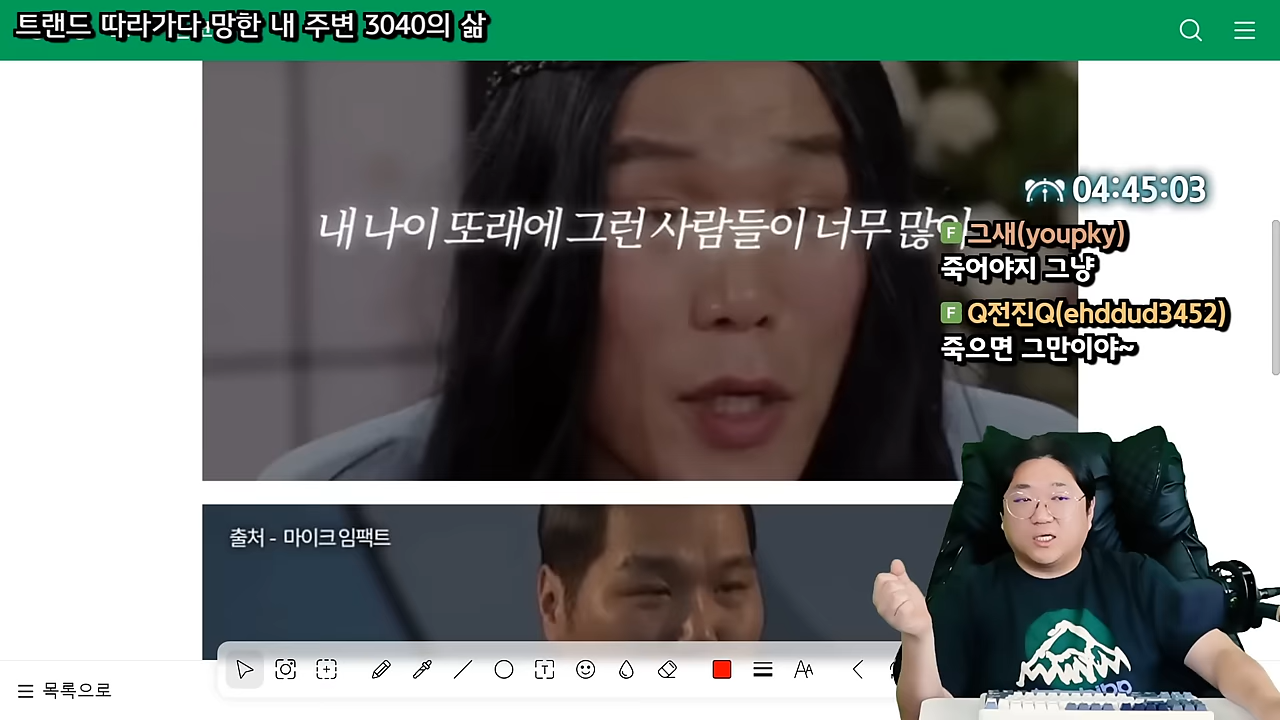 트랜드 따라가다 망한 내 주변 3040의 삶
04:45:03
내 나이 또래에 그런 사람들이 너무 많아
F 그새(youpky)
죽어야지 그냥
F Q전진Q(ehddud3452)
죽으면 그만이야~
출처 - 마이크임팩트
목록으로